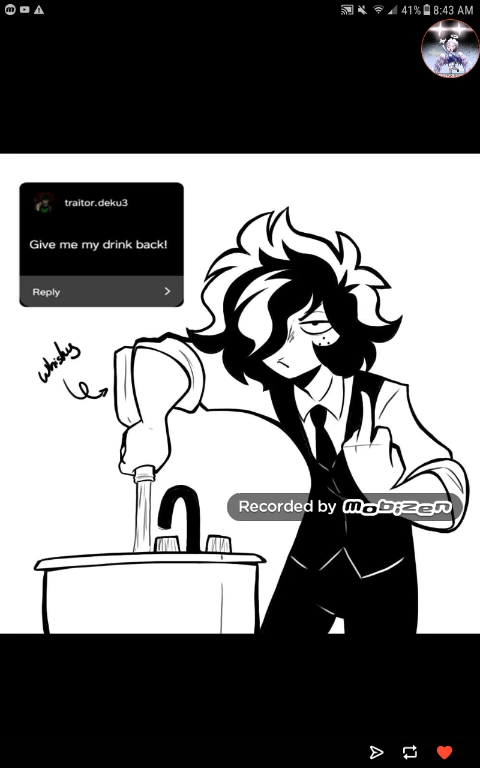 41% 8:43 AM
traitor.deku3
Give me my drink back!
Reply
whisky
Recorded by mobizen